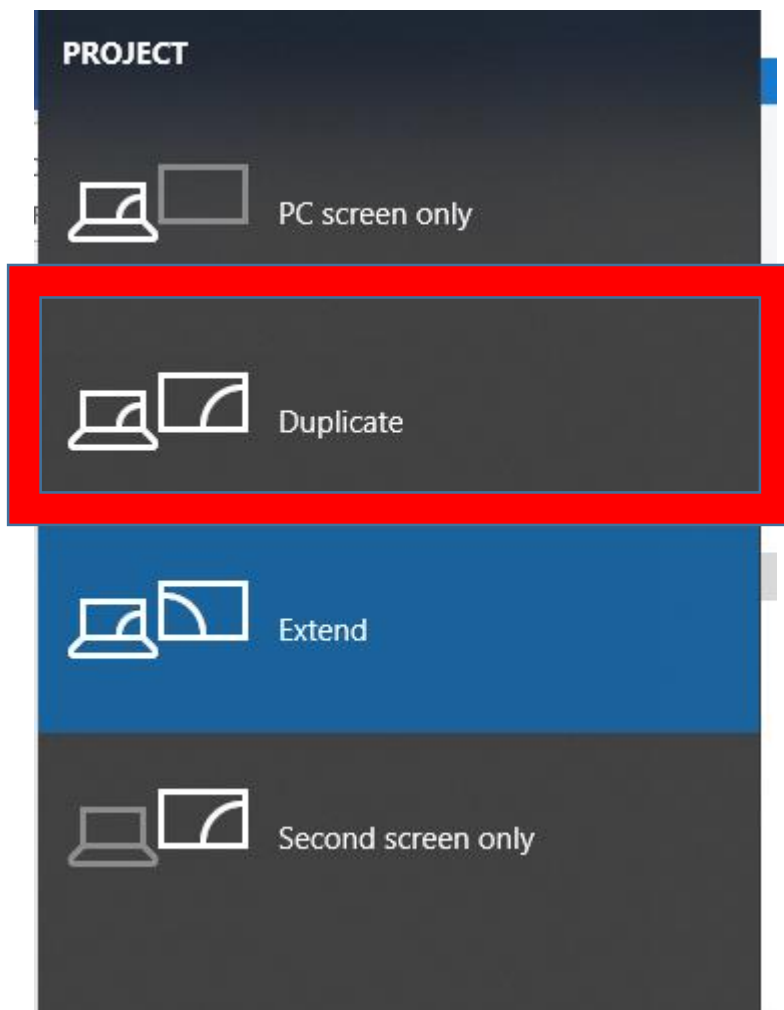 PROJECT
PC screen only
Duplicate
Extend
Second screen only